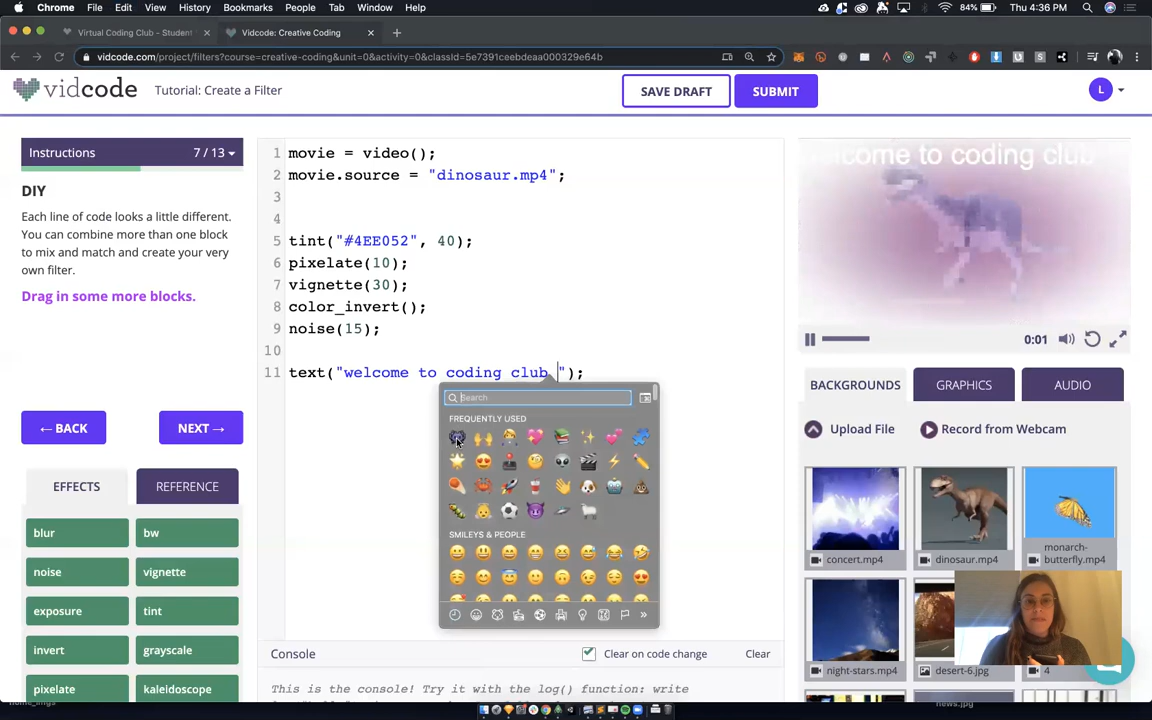 Chrome File Edit View History Bookmarks People Tab Window Help 84% Thu 4:36 PM
Virtual Coding Club - Student
Vidcode: Creative Coding
vidcode.com/project/filters?course=creative-coding&unit=0&activity=0&classId=5e7391ceebdeaa000329e64b
vidcode Tutorial: Create a Filter SAVE DRAFT SUBMIT L
Instructions 7 / 13
DIY
Each line of code looks a little different.
You can combine more than one block
to mix and match and create your very
own filter.
Drag in some more blocks.
← BACK NEXT →
EFFECTS REFERENCE
blur bw
noise vignette
exposure tint
invert grayscale
pixelate kaleidoscope
1 movie = video();
2 movie.source = "dinosaur.mp4";
3
4
5 tint("#4EE052", 40);
6 pixelate(10);
7 vignette(30);
8 color_invert();
9 noise(15);
10
11 text("welcome to coding club ");
Search
FREQUENTLY USED
SMILEYS & PEOPLE
Console Clear on code change Clear
This is the console! Try it with the log() function: write
welcome to coding club
0:01
BACKGROUNDS GRAPHICS AUDIO
Upload File Record from Webcam
concert.mp4 dinosaur.mp4 monarch-
butterfly.mp4
night-stars.mp4 desert-6.jpg 4
news.jpg
home_imgs